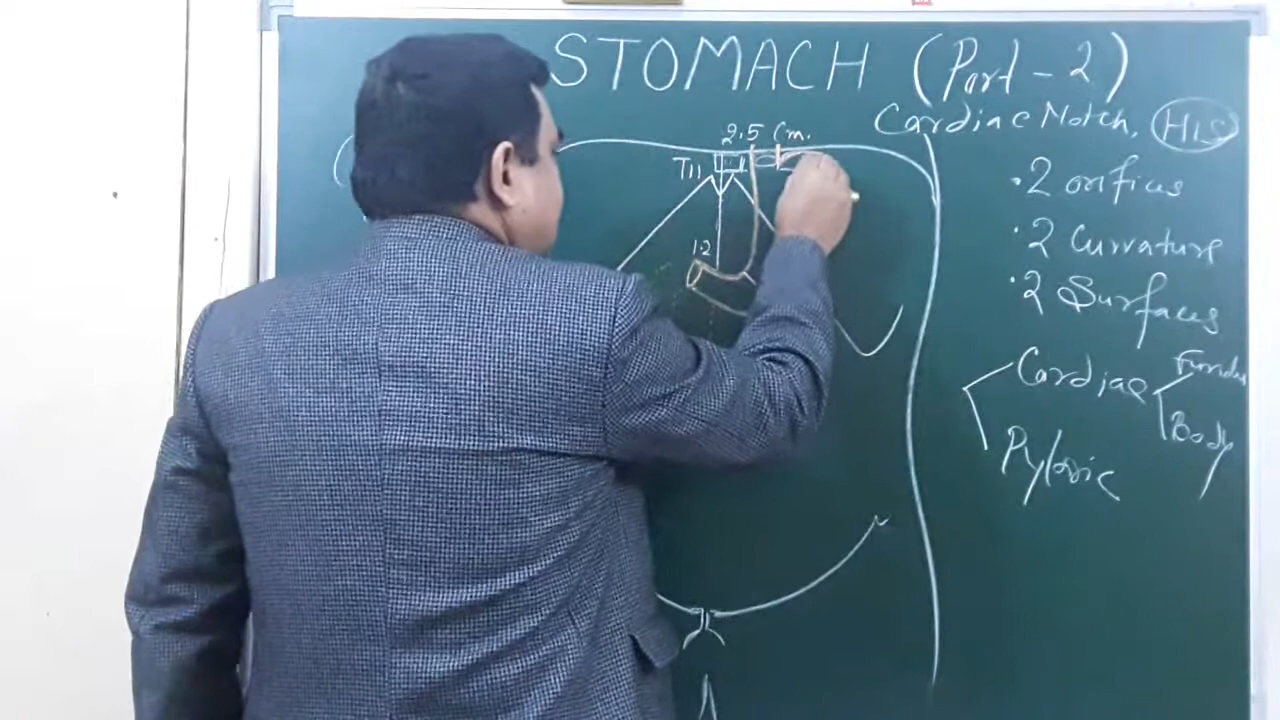 STOMACH (Part - 2)
Cardiac Notch, HIS
2.5 Cm.
T11
L2
• 2 orifices
• 2 Curvature
• 2 Surfaces
Cardiac
Fundus
Body
Pyloric